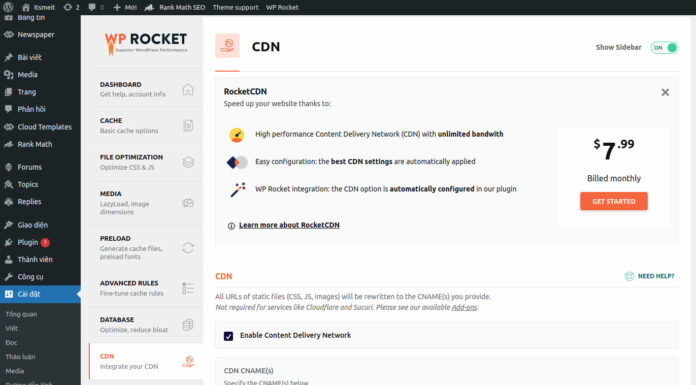 Itsmeit 2 0 + Mới Rank Math SEO Theme support WP Rocket
Bảng tin
Newspaper
Bài viết
Media
Trang
Phản hồi
Cloud Templates
Rank Math
Forums
Topics
Replies
Giao diện
Plugin 1
Thành viên
Công cụ
Cài đặt
Tổng quan
Viết
Đọc
Thảo luận
Media
WP ROCKET
Superior WordPress Performance
DASHBOARD
Get help, account info
CACHE
Basic cache options
FILE OPTIMIZATION
Optimize CSS & JS
MEDIA
LazyLoad, image
dimensions
PRELOAD
Generate cache files,
preload fonts
ADVANCED RULES
Fine-tune cache rules
DATABASE
Optimize, reduce bloat
CDN
Integrate your CDN
CDN
Show Sidebar ON
RocketCDN
Speed up your website thanks to:
High performance Content Delivery Network (CDN) with unlimited bandwith
Easy configuration: the best CDN settings are automatically applied
WP Rocket integration: the CDN option is automatically configured in our plugin
Learn more about RocketCDN
$7.99
Billed monthly
GET STARTED
CDN
NEED HELP?
All URLs of static files (CSS, JS, images) will be rewritten to the CNAME(s) you provide.
Not required for services like Cloudflare and Sucuri. Please see our available Add-ons.
Enable Content Delivery Network
CDN CNAME(S)
Specify the CNAME(s) below